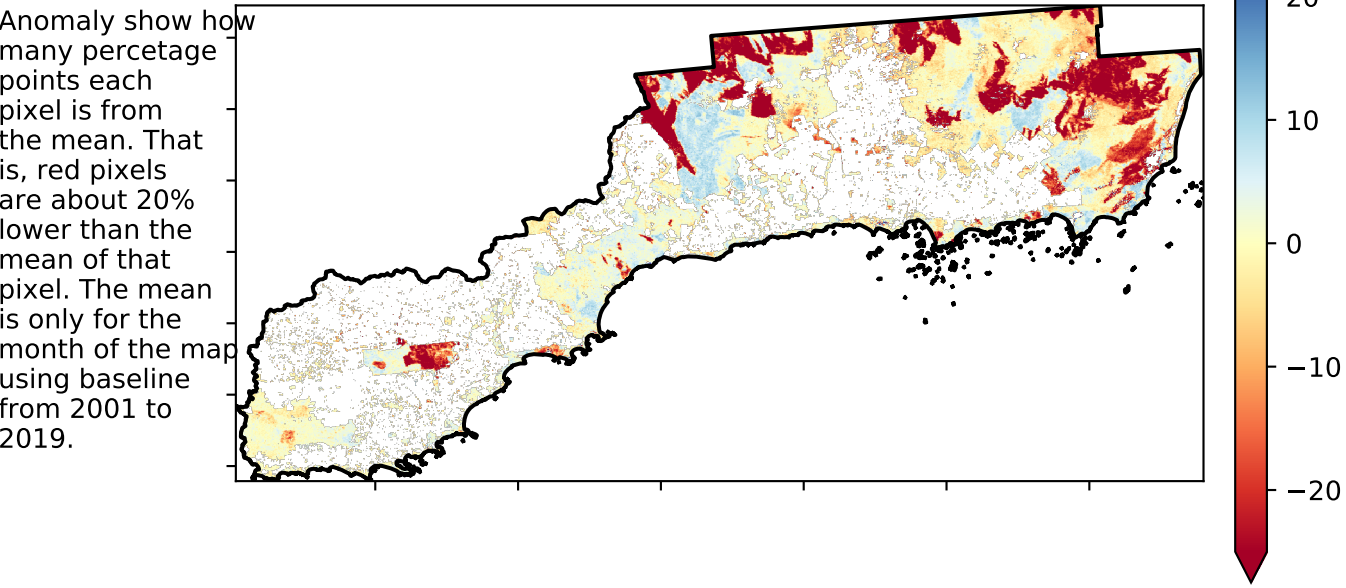 Anomaly show how
many percetage
points each
pixel is from
the mean. That
is, red pixels
are about 20%
lower than the
mean of that
pixel. The mean
is only for the
month of the map
using baseline
from 2001 to
2019.
20
10
0
−10
−20